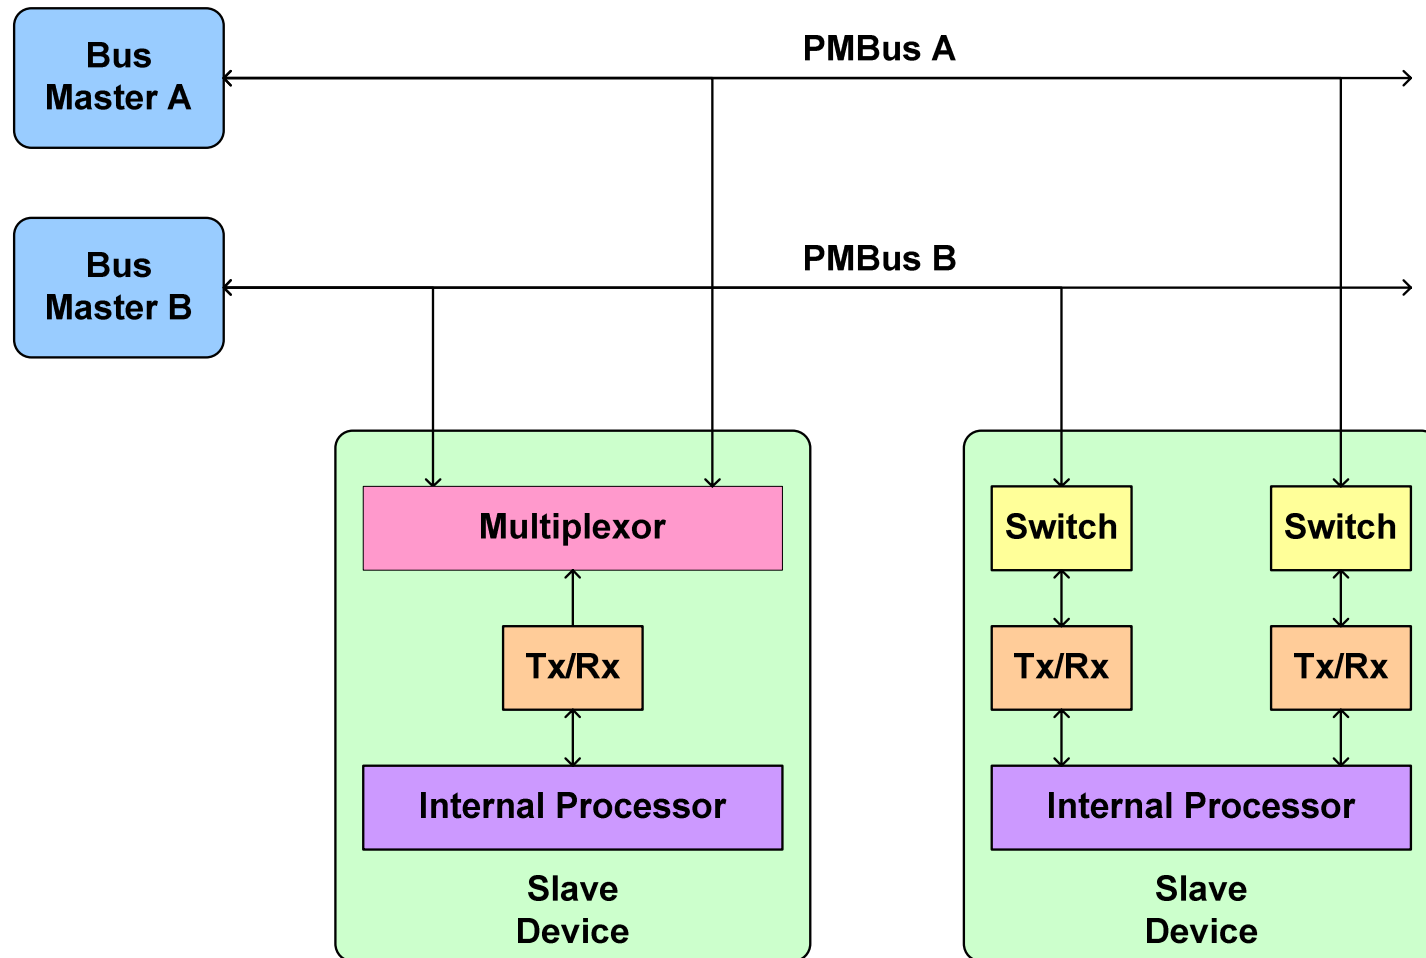 Bus
Master A
PMBus A
Bus
Master B
PMBus B
Multiplexor
Tx/Rx
Internal Processor
Slave
Device
Switch
Switch
Tx/Rx
Tx/Rx
Internal Processor
Slave
Device